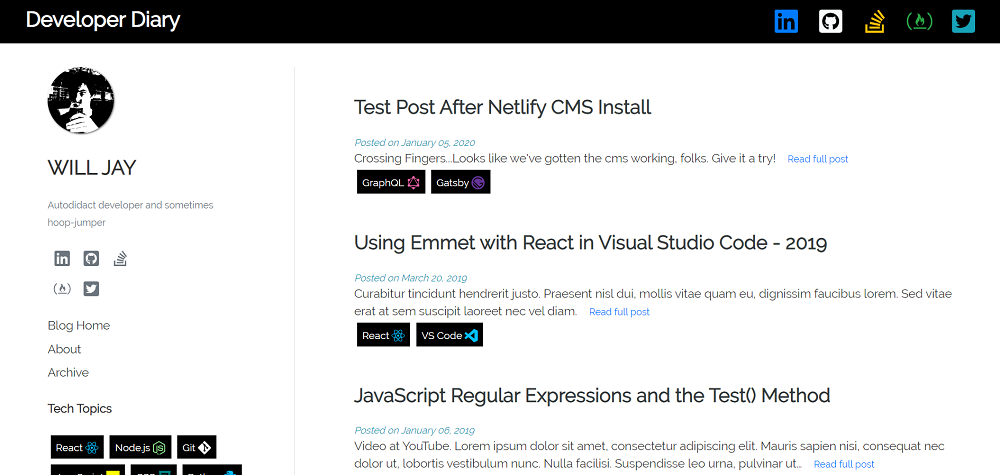 Developer Diary
WILL JAY
Autodidact developer and sometimes
hoop-jumper
Blog Home
About
Archive
Tech Topics
React
Node.js
Git
Test Post After Netlify CMS Install
Posted on January 05, 2020
Crossing Fingers...Looks like we've gotten the cms working, folks. Give it a try! Read full post
GraphQL
Gatsby
Using Emmet with React in Visual Studio Code - 2019
Posted on March 20, 2019
Curabitur tincidunt hendrerit justo. Praesent nisl dui, mollis vitae quam eu, dignissim faucibus lorem. Sed vitae
erat at sem suscipit laoreet nec vel diam. Read full post
React
VS Code
JavaScript Regular Expressions and the Test() Method
Posted on January 06, 2019
Video at YouTube. Lorem ipsum dolor sit amet, consectetur adipiscing elit. Mauris sapien nisi, consequat nec
dolor ut, lobortis vestibulum nunc. Nulla facilisi. Suspendisse leo urna, pulvinar ut... Read full post